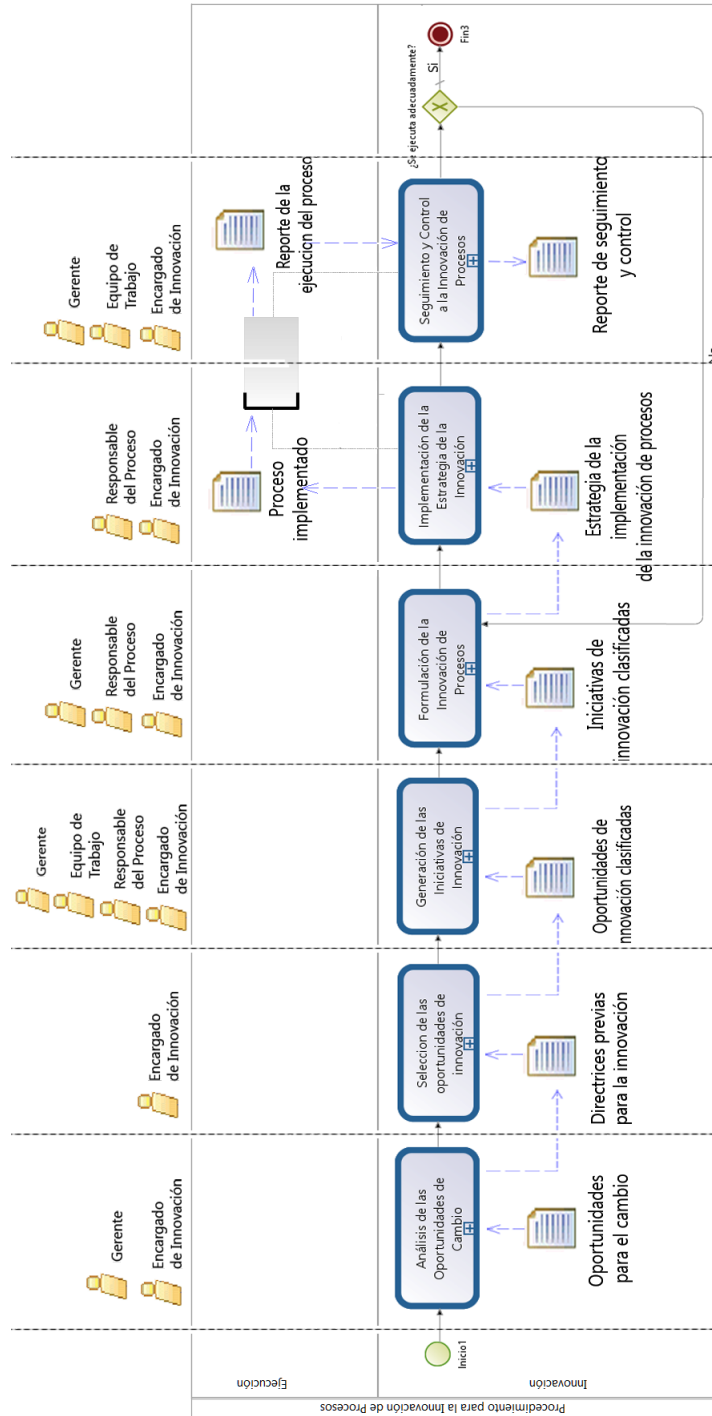 Procedimiento para la Innovación de Procesos
Ejecución
Innovación
Inicio1
Gerente
Encargado
de Innovación
Análisis de las
Oportunidades de
Cambio
Oportunidades
para el cambio
Encargado
de Innovación
Seleccion de las
oportunidades de
innovación
Directrices previas
para la innovación
Gerente
Equipo de
Trabajo
Responsable
del Proceso
Encargado
de Innovación
Generación de las
Iniciativas de
Innovación
Oportunidades de
nnovación clasificadas
Gerente
Responsable
del Proceso
Encargado
de Innovación
Formulación de la
Innovación de
Procesos
Iniciativas de
innovación clasificadas
Responsable
del Proceso
Encargado
de Innovación
Proceso
implementado
Implementación de la
Estrategia de la
Innovación
Estrategia de la
implementación
de la innovación de procesos
Gerente
Equipo de
Trabajo
Encargado
de Innovación
Reporte de la
ejecucion del proceso
Seguimiento y Control
a la Innovación de
Procesos
Reporte de seguimiento
y control
¿Se ejecuta adecuadamente?
Si
Fin3